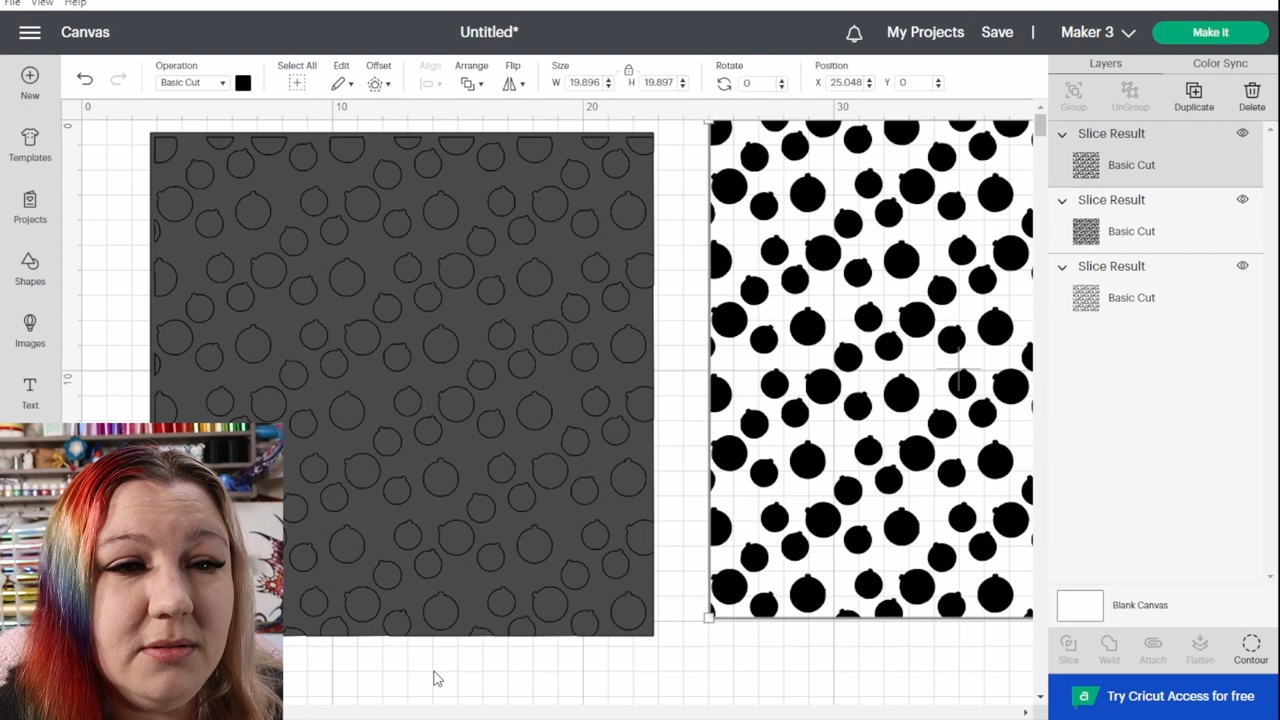 File View Help
Canvas Untitled* My Projects Save | Maker 3 Make It
Operation Select All Edit Offset Align Arrange Flip Size Rotate Position
Basic Cut W 19.896 H 19.897 0 X 25.048 Y 0
Layers Color Sync
Group UnGroup Duplicate Delete
New
Templates
Projects
Shapes
Images
Text
0 10 20 30
0
10
Slice Result
Basic Cut
Slice Result
Basic Cut
Slice Result
Basic Cut
Blank Canvas
Slice Weld Attach Flatten Contour
a Try Cricut Access for free